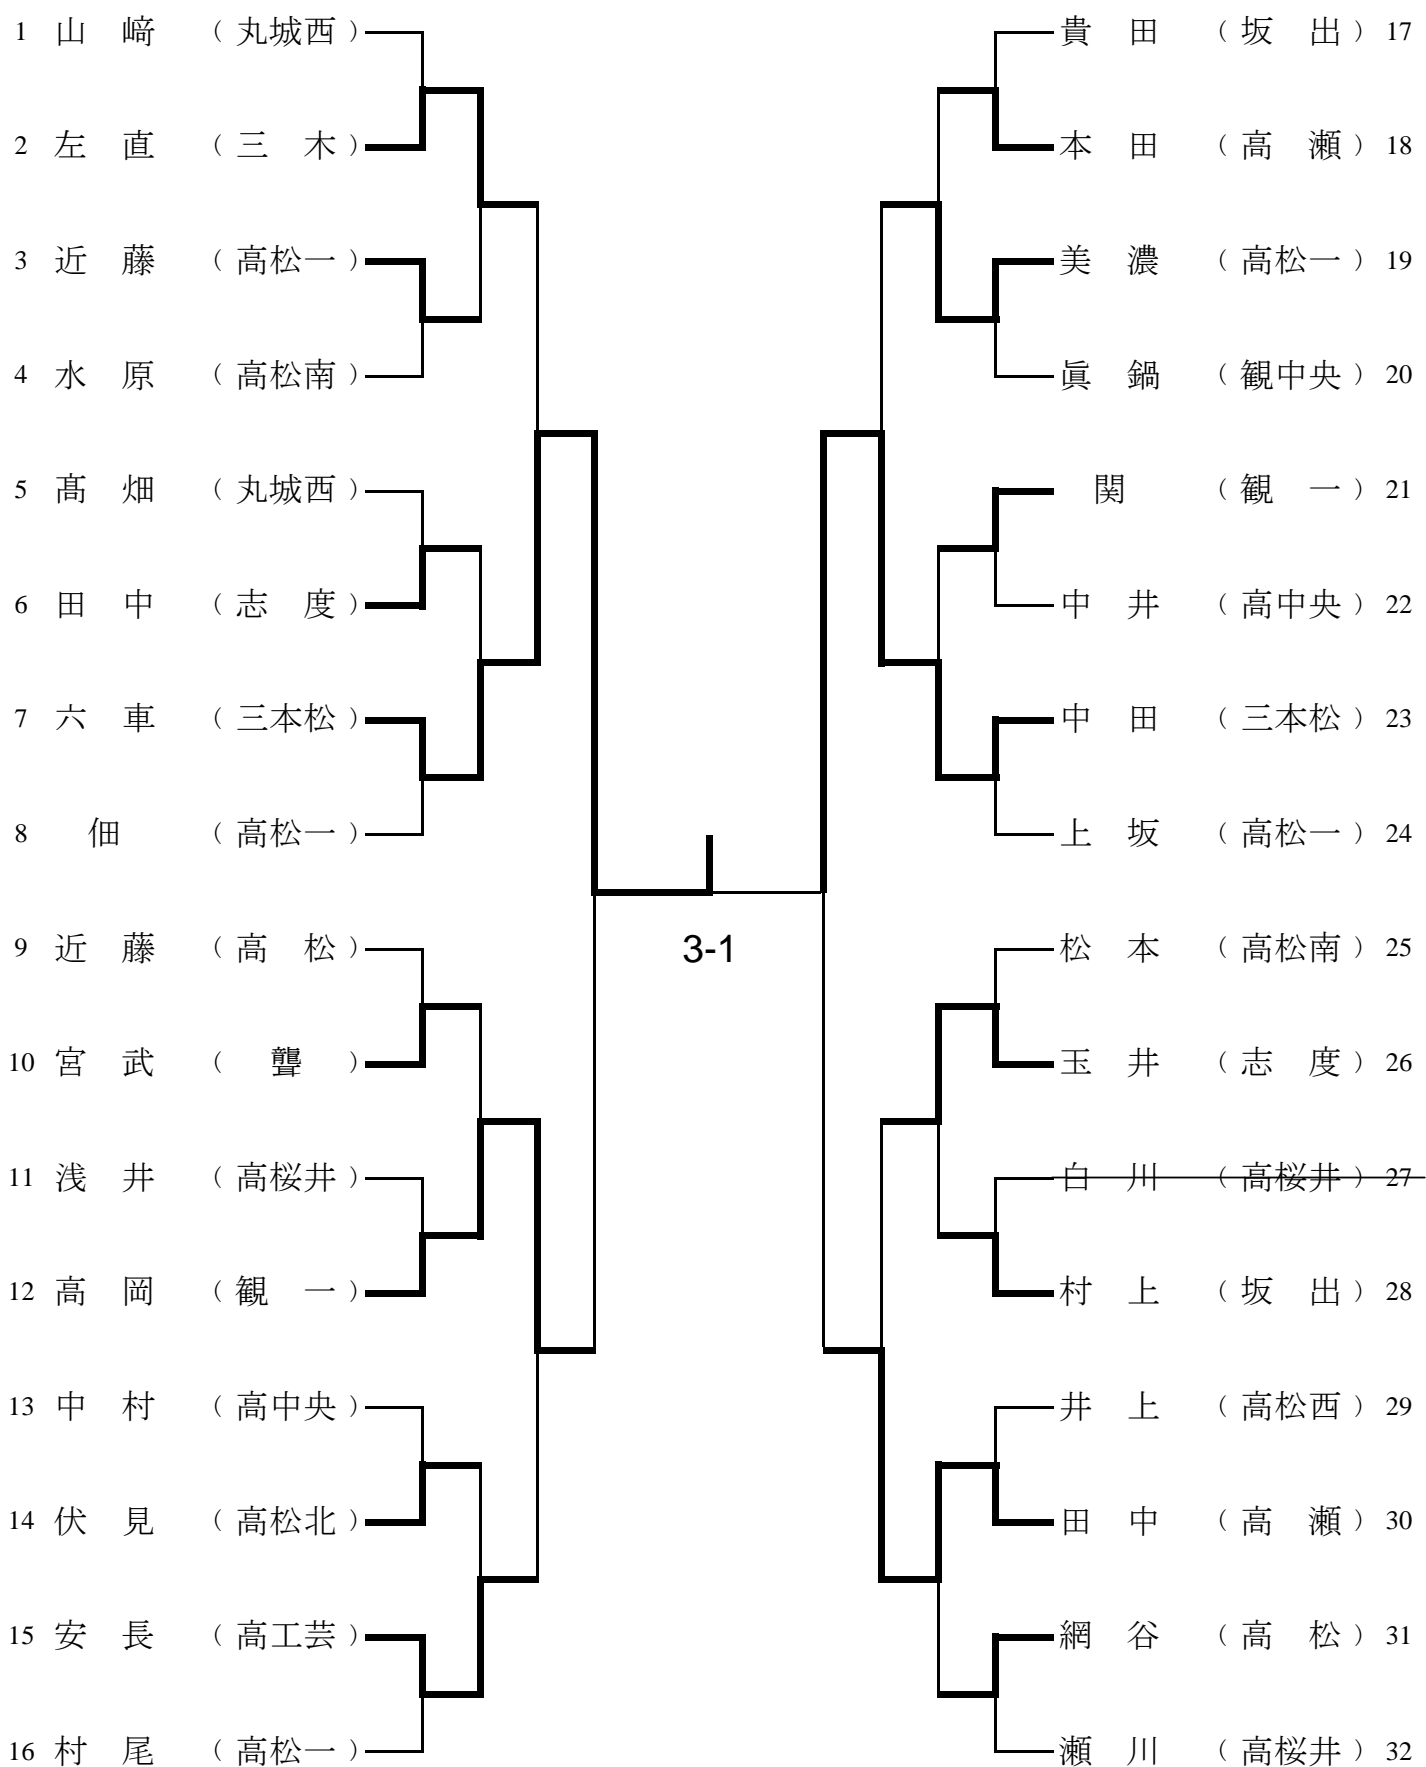 1 山 﨑 （ 丸城西 ）
2 左 直 （ 三 木 ）
3 近 藤 （ 高松一 ）
4 水 原 （ 高松南 ）
5 髙 畑 （ 丸城西 ）
6 田 中 （ 志 度 ）
7 六 車 （ 三本松 ）
8 佃 （ 高松一 ）
9 近 藤 （ 高 松 ）
10 宮 武 （ 聾 ）
11 浅 井 （ 高桜井 ）
12 高 岡 （ 観 一 ）
13 中 村 （ 高中央 ）
14 伏 見 （ 高松北 ）
15 安 長 （ 高工芸 ）
16 村 尾 （ 高松一 ）
3-1
貴 田 （ 坂 出 ） 17
本 田 （ 高 瀬 ） 18
美 濃 （ 高松一 ） 19
眞 鍋 （ 観中央 ） 20
関 （ 観 一 ） 21
中 井 （ 高中央 ） 22
中 田 （ 三本松 ） 23
上 坂 （ 高松一 ） 24
松 本 （ 高松南 ） 25
玉 井 （ 志 度 ） 26
白 川 （ 高桜井 ） 27
村 上 （ 坂 出 ） 28
井 上 （ 高松西 ） 29
田 中 （ 高 瀬 ） 30
網 谷 （ 高 松 ） 31
瀬 川 （ 高桜井 ） 32